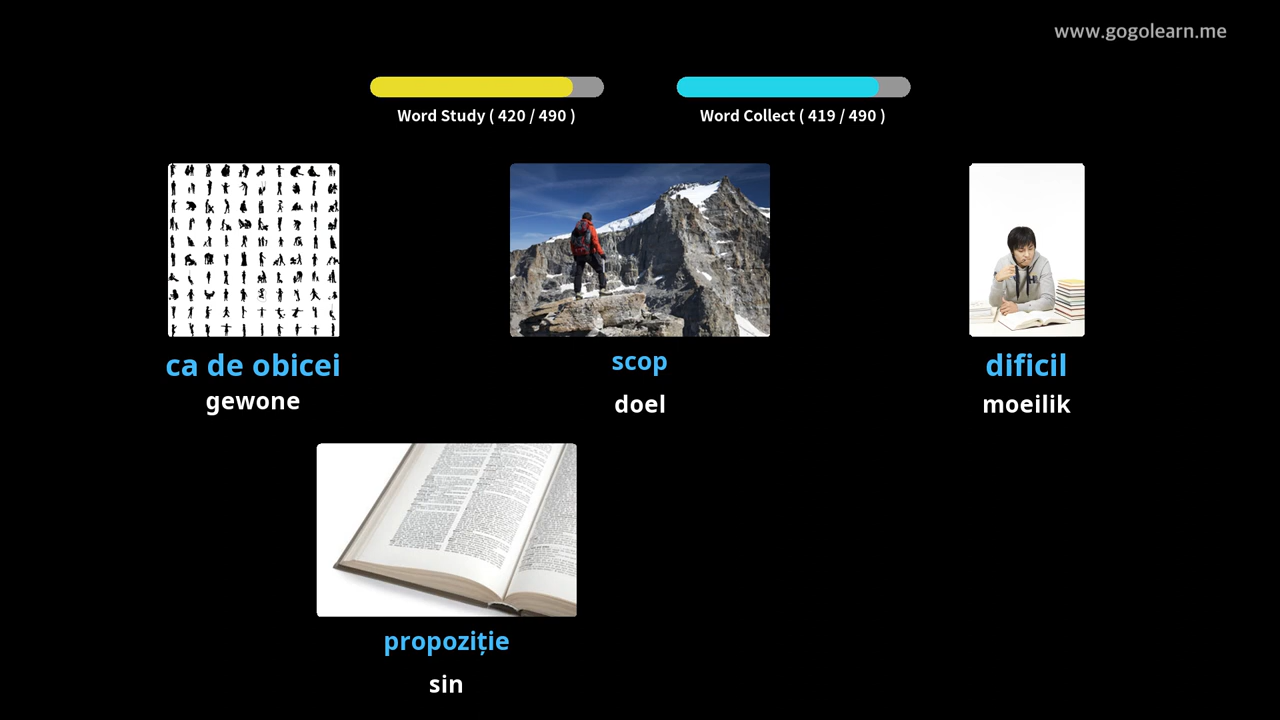 www.gogolearn.me
Word Study ( 420 / 490 )
Word Collect ( 419 / 490 )
ca de obicei
gewone
scop
doel
dificil
moeilik
propoziție
sin